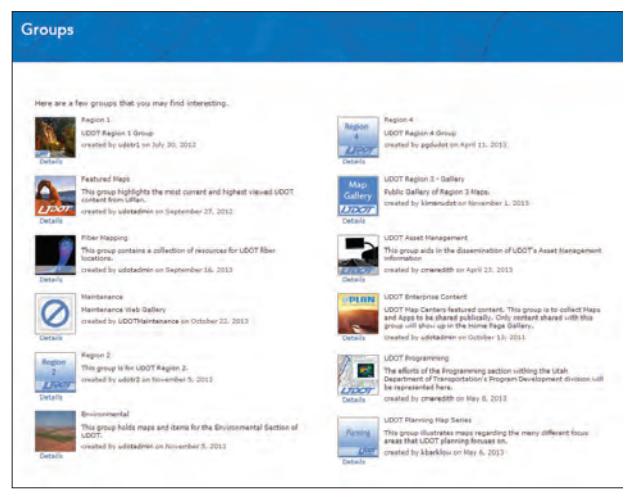 Groups
Here are a few groups that you may find interesting.
Region 1
UDOT Region 1 Group
created by udotr1 on July 30, 2012
Details
Featured Maps
This group highlights the most current and highest viewed UDOT
content from UPlan.
created by udotadmin on September 27, 2012
UDOT
Details
Fiber Mapping
This group contains a collection of resources for UDOT fiber
locations.
created by udotadmin on September 16, 2013
Details
Maintenance
Maintenance Web Gallery
created by UDOTMaintenance on October 22, 2013
Details
Region 2
Region
2
UDOT
This group is for UDOT Region 2.
created by udotr2 on November 5, 2013
Details
Environmental
This group holds maps and items for the Environmental Section of
UDOT.
created by udotadmin on November 5, 2013
Details
Region 4
Region
4
UDOT
UDOT Region 4 Group
created by pgdudot on April 11, 2013
Details
UDOT Region 3 - Gallery
Map
Gallery
UDOT
Public Gallery of Region 3 Maps.
created by on November 1, 2013
Details
UDOT Asset Management
This group aids in the dissemination of UDOT's Asset Management
information
created by cmeredith on April 23, 2013
UDOT
Details
UPLAN
UDOT Enterprise Content
UDOT Map Centers featured content. This group is to collect Maps
and Apps to be shared publically. Only content shared with this
group will show up in the Home Page Gallery.
Details
created by udotadmin on October 13, 2011
UDOT Programming
The efforts of the Programming section withing the Utah
Department of Transportation's Program Development division will
be represented here.
UDOT
Details
created by cmeredith on May 8, 2013
UDOT Planning Map Series
Planning
UDOT
This group illustrates maps regarding the many different focus
areas that UDOT planning focuses on.
created by kbarklow on May 6, 2013
Details